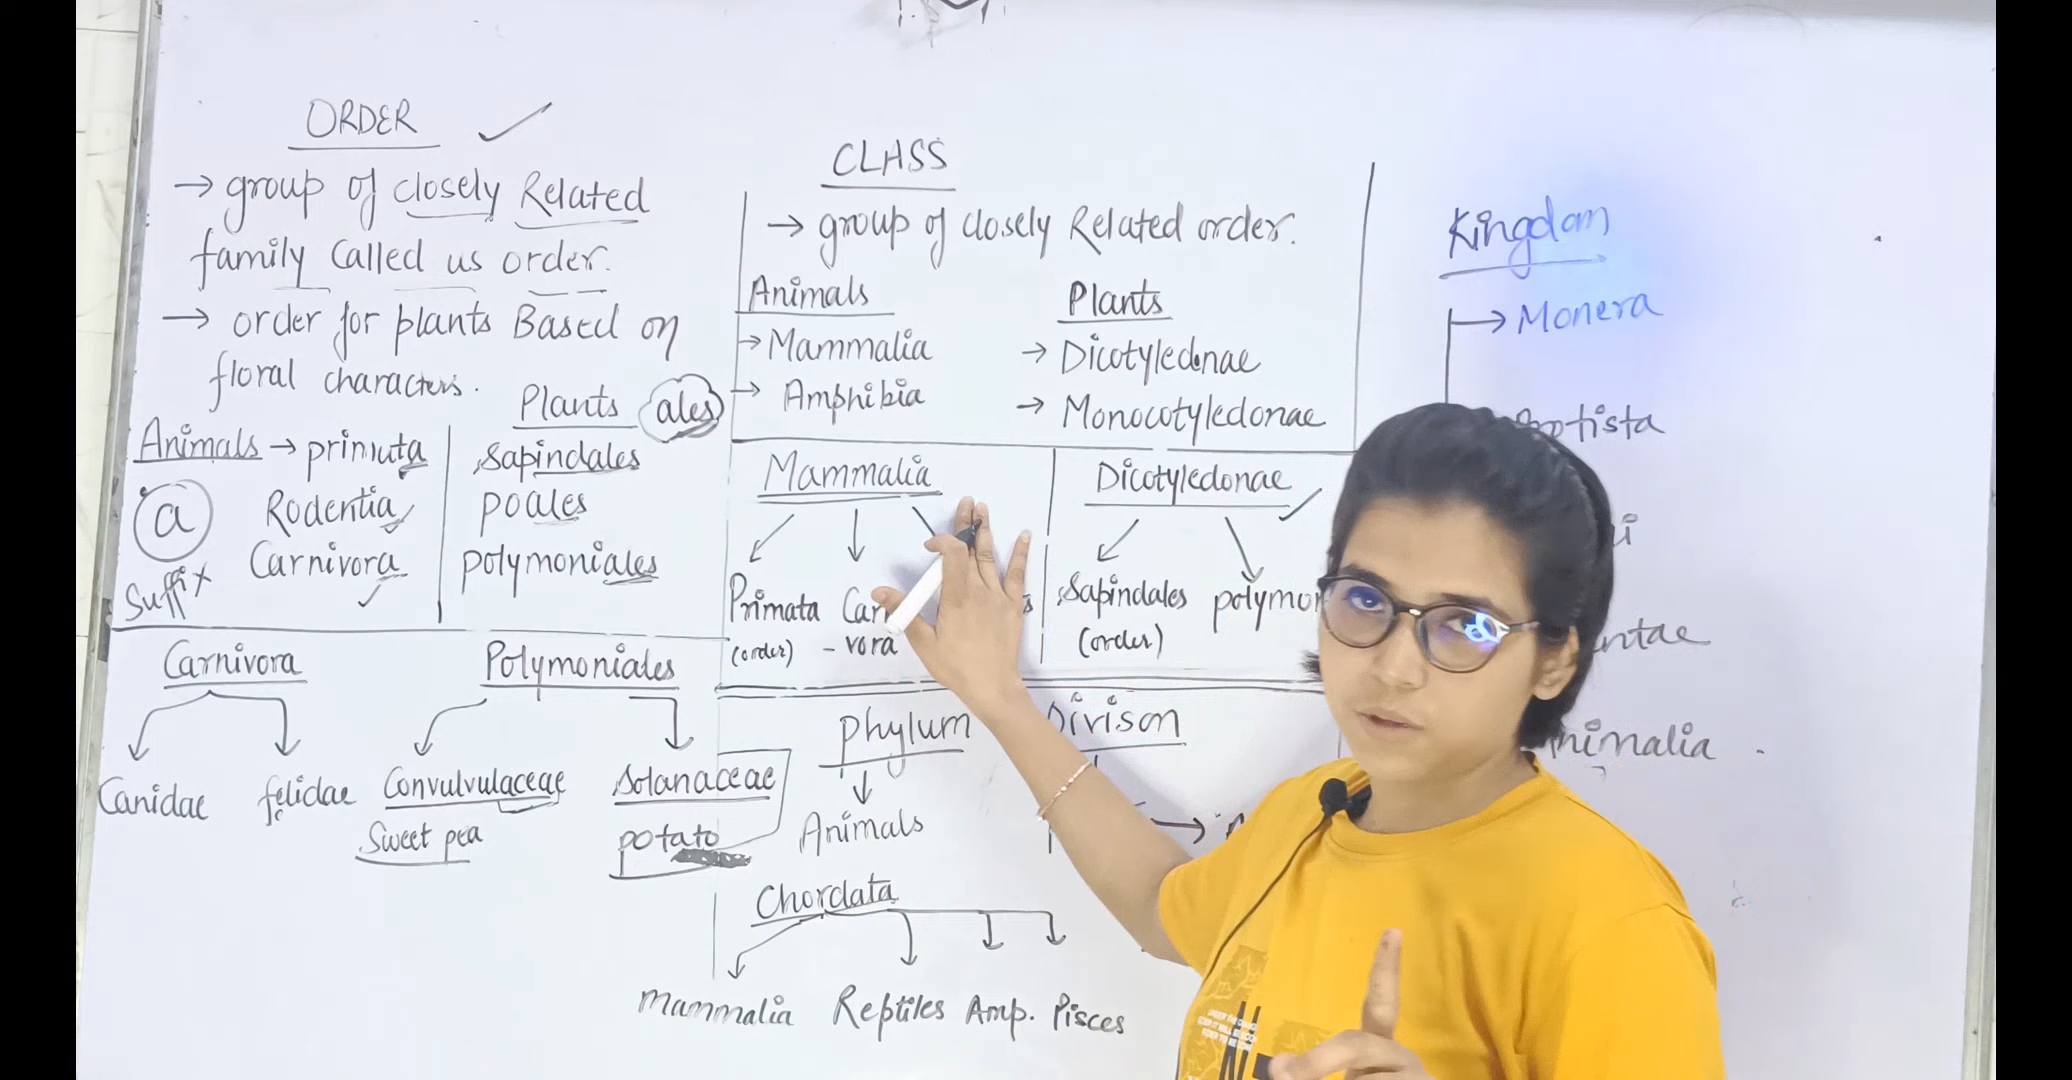 ORDER
→ group of closely Related
family Called us order.
→ order for plants Based on
floral characters.
Animals → primuta
a
Rodentia
Carnivora
Suffix
Plants ales
Sapindales
poales
polymoniales
Carnivora
Canidae felidae
Polymoniales
Convulvulaceae Solanaceae
Sweet pea potato
CLASS
→ group of closely Related order.
Animals
→ Mammalia
→ Amphibia
Plants
→ Dicotyledonae
→ Monocotyledonae
Mammalia
Primata
(order) - vora
Dicotyledonae
Sapindales
(order)
Phylum
Animals
Divison
Chordata
Mammalia Reptiles Amp. Pisces
Kingdom
→ Monera